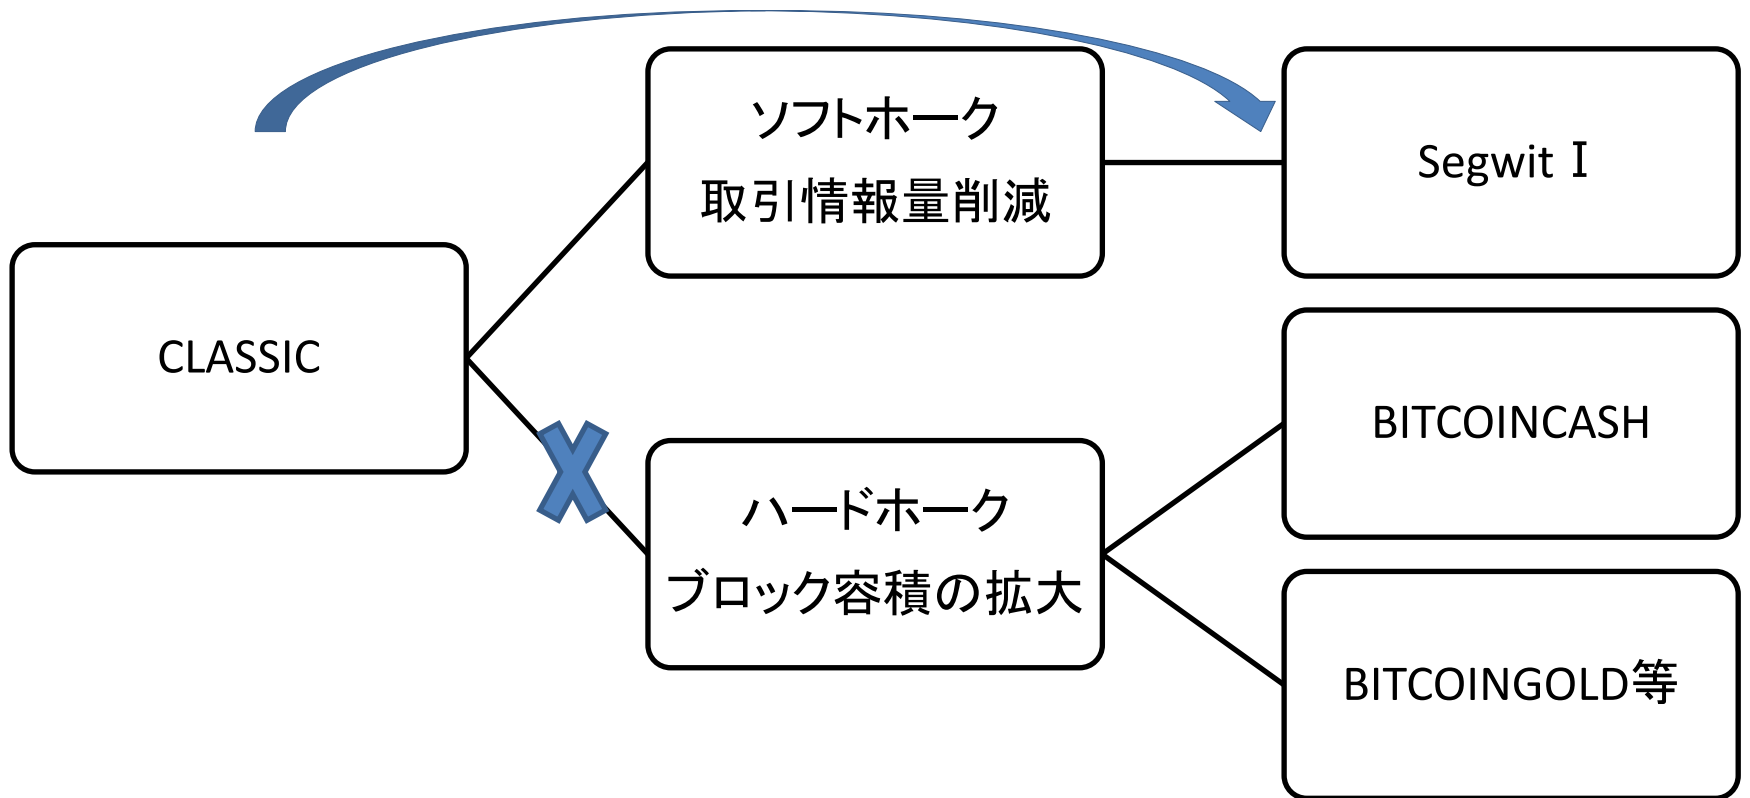 CLASSIC
ソフトホーク
取引情報量削減
Segwit Ⅰ
ハードホーク
ブロック容積の拡大
BITCOINCASH
BITCOINGOLD等